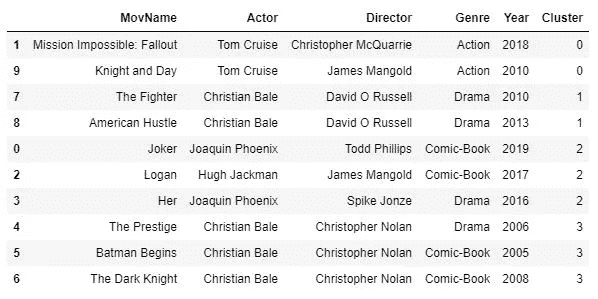 MovName Actor Director Genre Year Cluster
1 Mission Impossible: Fallout Tom Cruise Christopher McQuarrie Action 2018 0
9 Knight and Day Tom Cruise James Mangold Action 2010 0
7 The Fighter Christian Bale David O Russell Drama 2010 1
8 American Hustle Christian Bale David O Russell Drama 2013 1
0 Joker Joaquin Phoenix Todd Phillips Comic-Book 2019 2
2 Logan Hugh Jackman James Mangold Comic-Book 2017 2
3 Her Joaquin Phoenix Spike Jonze Drama 2016 2
4 The Prestige Christian Bale Christopher Nolan Drama 2006 3
5 Batman Begins Christian Bale Christopher Nolan Comic-Book 2005 3
6 The Dark Knight Christian Bale Christopher Nolan Comic-Book 2008 3